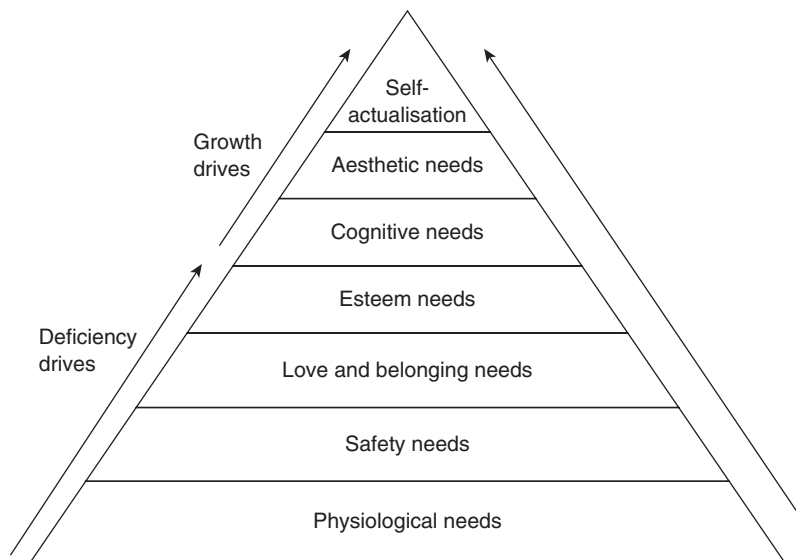 Self-
actualisation
Growth
drives
Aesthetic needs
Cognitive needs
Esteem needs
Deficiency
drives
Love and belonging needs
Safety needs
Physiological needs